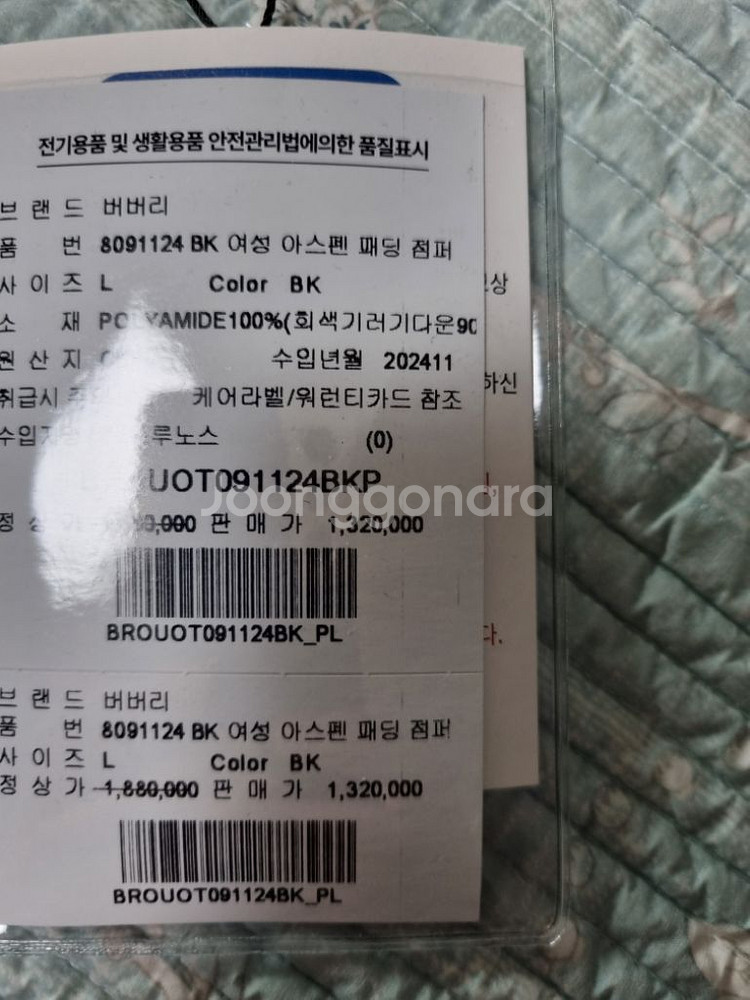 전기용품 및 생활용품 안전관리법에의한 품질표시
브 랜 드 버버리
품 번 8091124 BK 여성 아스펜 패딩 점퍼
사 이 즈 L Color BK
상
소 재 POLYAMIDE100%(회색기러기다운90
원 산 지 수입년월 202411
하신
취급시 케어라벨/워런티카드 참조
루노스 (0)
UOT091124BKP
Joonggonara
정 상 판 매 가 1,320,000
BROUOT091124BK_PL
다.
브 랜 드 버버리
품 번 8091124 BK 여성 아스펜 패딩 점퍼
사 이 즈 L Color BK
정 상 가 1,880,000 판 매 가 1,320,000
BROUOT091124BK_PL